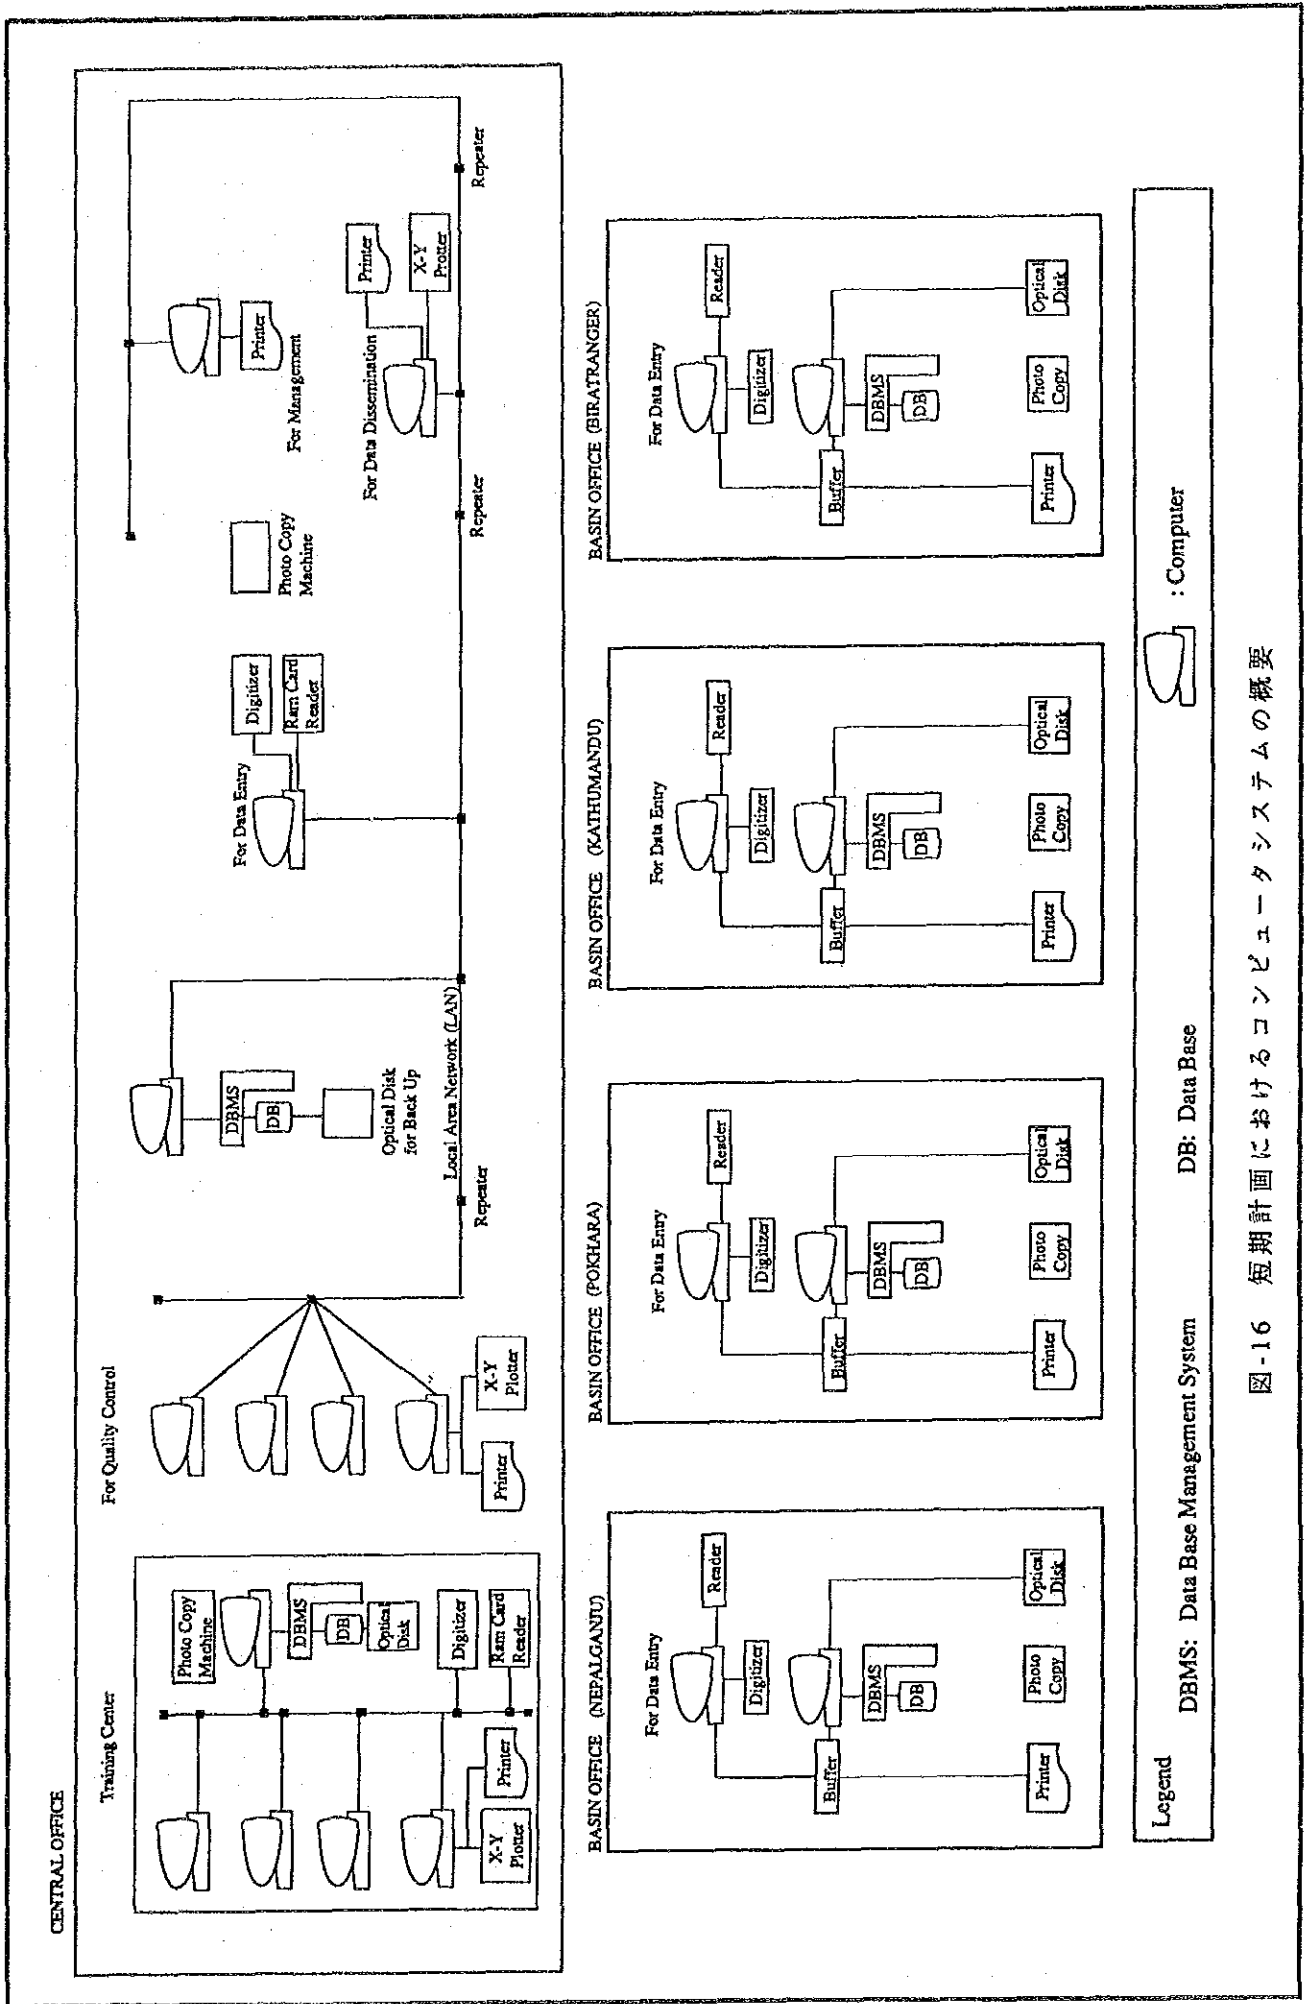 CENTRAL OFFICE
Training Center
Photo Copy
Machine
DBMS
DB
Optical
Disk
Digitizer
Ram Card
Reader
X-Y
Plotter
Printer
For Quality Control
Printer
X-Y
Plotter
DBMS
DB
Optical Disk
for Back Up
Local Area Network (LAN)
Repeater
For Data Entry
Digitizer
Ram Card
Reader
Photo Copy
Machine
Printer
For Management
For Data Dissemination
Printer
X-Y
Protter
Repeater
Repeater
BASIN OFFICE (NEPALGANJU)
For Data Entry
Reader
Digitizer
Buffer
DBMS
DB
Printer
Photo
Copy
Optical
Disk
BASIN OFFICE (POKHARA)
For Data Entry
Reader
Digitizer
Buffer
DBMS
DB
Printer
Photo
Copy
Optical
Disk
BASIN OFFICE (KATHUMANDU)
For Data Entry
Reader
Digitizer
Buffer
DBMS
DB
Printer
Photo
Copy
Optical
Disk
BASIN OFFICE (BIRATRANGER)
For Data Entry
Reader
Digitizer
Buffer
DBMS
DB
Printer
Photo
Copy
Optical
Disk
Legend
DBMS: Data Base Management System
DB: Data Base
: Computer
図-16 短期計画におけるコンピュータシステムの概要